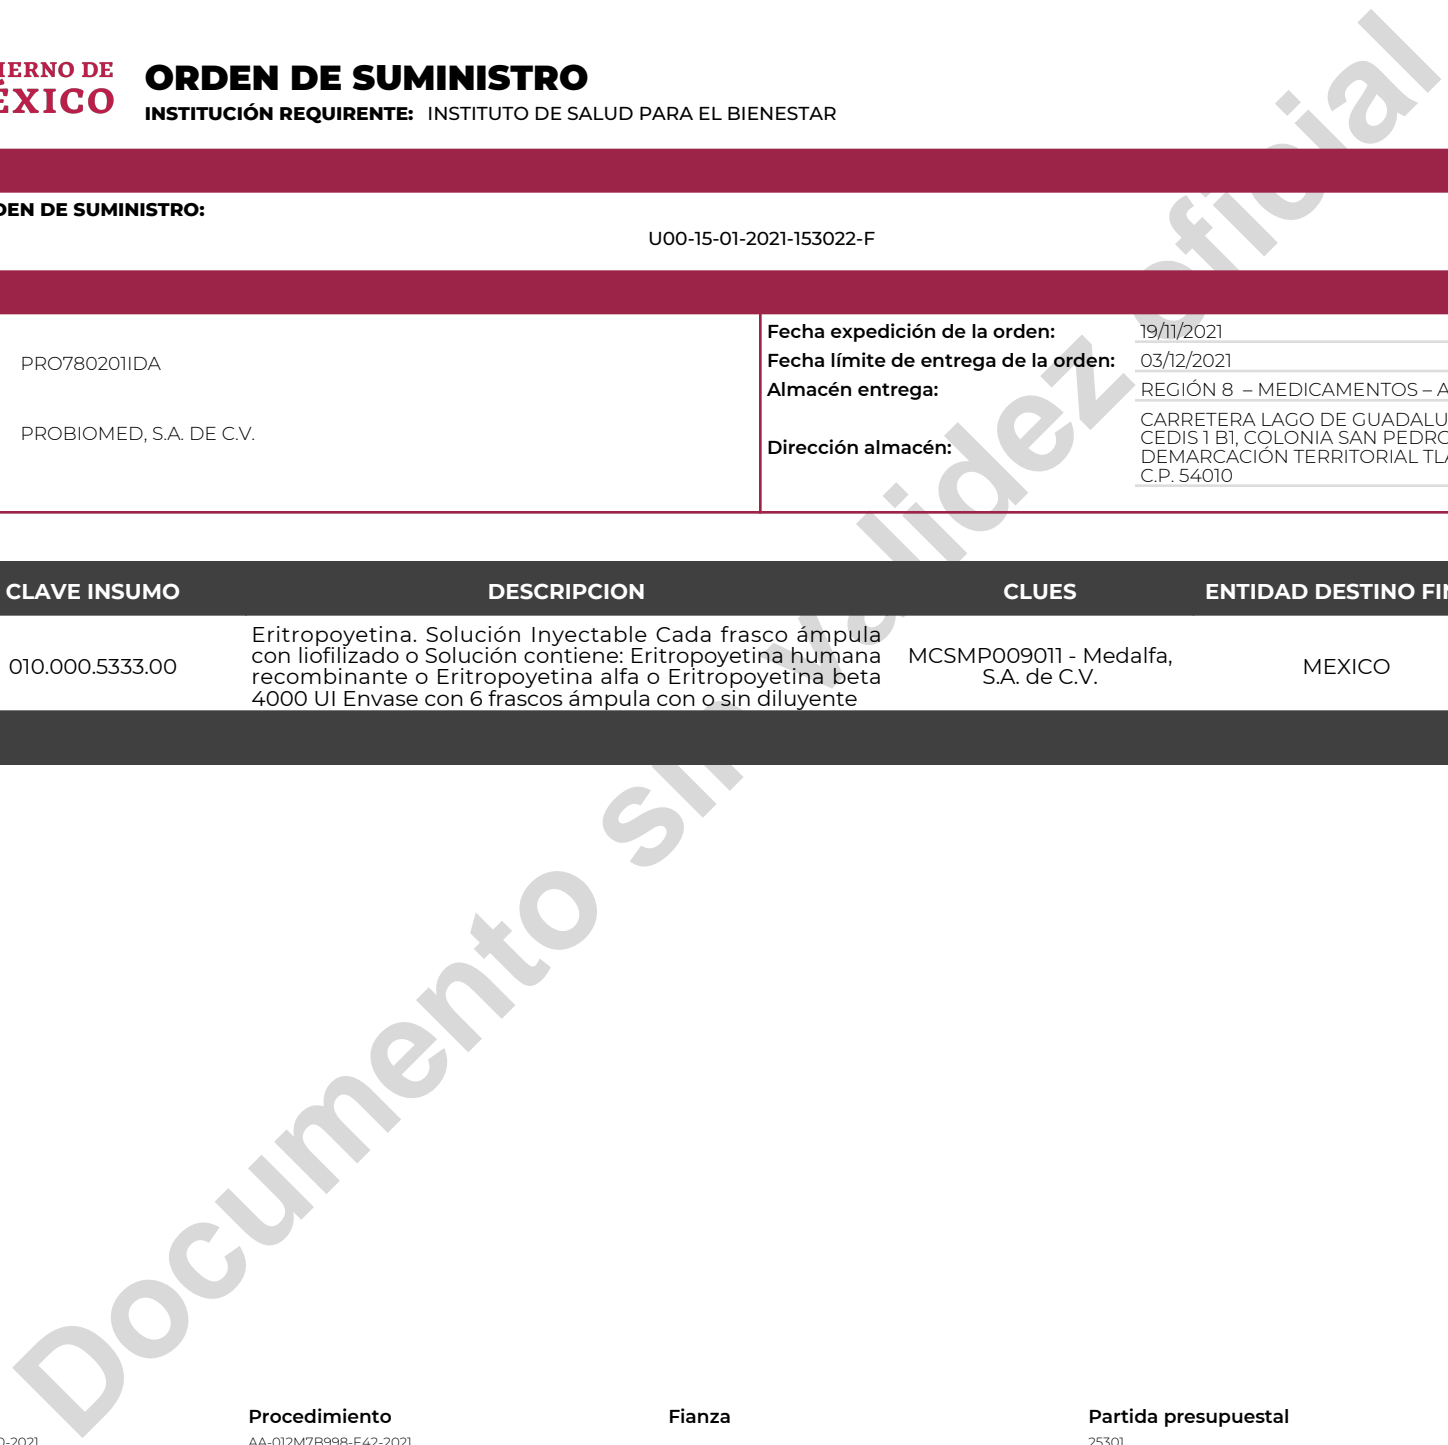 IERNO DE
ÉXICO
ORDEN DE SUMINISTRO
INSTITUCIÓN REQUIRENTE: INSTITUTO DE SALUD PARA EL BIENESTAR
DEN DE SUMINISTRO:
U00-15-01-2021-153022-F
PRO780201IDA
PROBIOMED, S.A. DE C.V.
Fecha expedición de la orden: 19/11/2021
Fecha límite de entrega de la orden: 03/12/2021
Almacén entrega: REGIÓN 8 – MEDICAMENTOS – A
Dirección almacén:
CARRETERA LAGO DE GUADALU
CEDIS 1 B1, COLONIA SAN PEDRO
DEMARCACIÓN TERRITORIAL TLA
C.P. 54010
CLAVE INSUMO DESCRIPCION CLUES ENTIDAD DESTINO FIN
010.000.5333.00
Eritropoyetina. Solución Inyectable Cada frasco ámpula
con liofilizado o Solución contiene: Eritropoyetina humana
recombinante o Eritropoyetina alfa o Eritropoyetina beta
4000 UI Envase con 6 frascos ámpula con o sin diluyente
MCSMP009011 - Medalfa,
S.A. de C.V.
MEXICO
Documento sin validez oficial
Procedimiento Fianza Partida presupuestal
0-2021 AA-012M7B998-E42-2021 25301